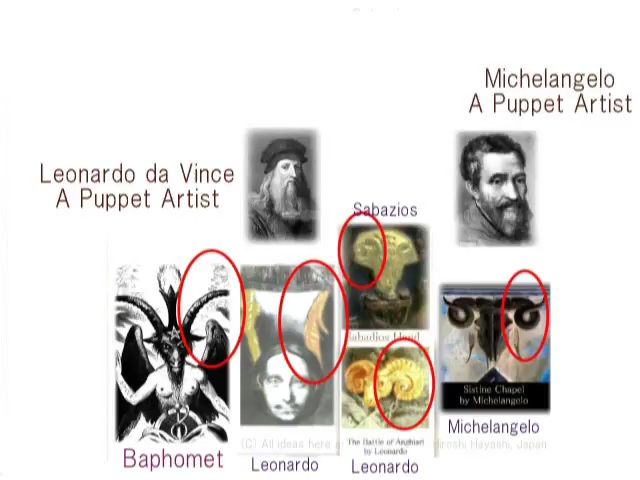 Michelangelo
A Puppet Artist
Leonardo da Vince
A Puppet Artist
Sabazios
Sabadios Head
Sistine Chapel
by Michelangelo
Michelangelo
The Battle of Anghiari
by Leonardo
(C) All ideas here
Hiroshi Hayashi, Japan
Baphomet
Leonardo
Leonardo